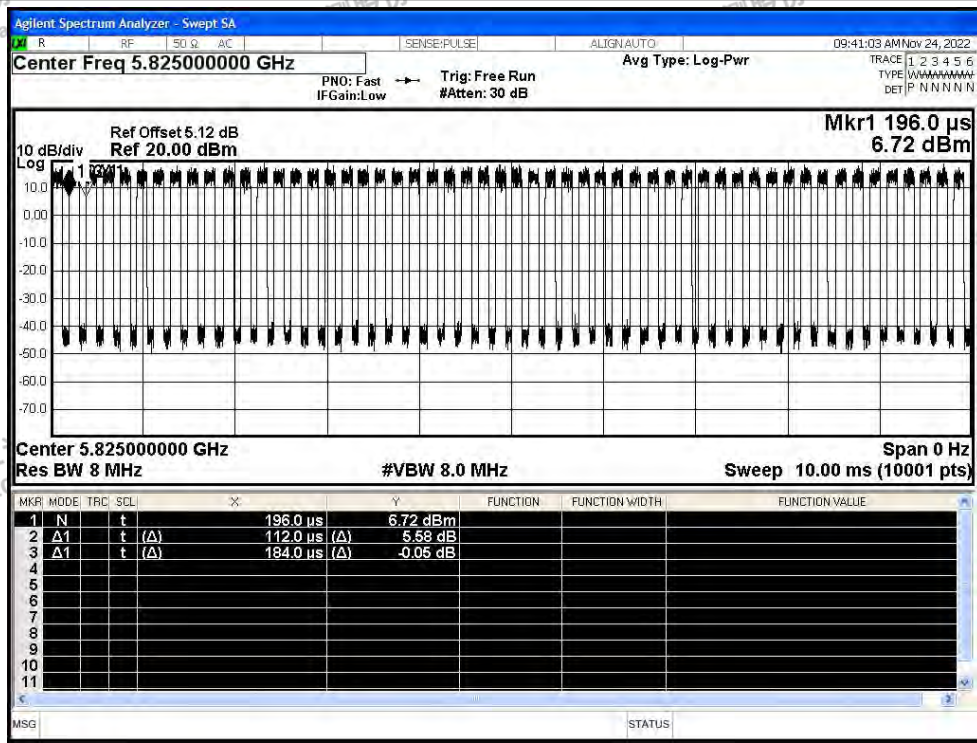 Agilent Spectrum Analyzer - Swept SA
LXI R RF 50 Ω AC SENSE:PULSE ALIGNAUTO 09:41:03 AM Nov 24, 2022
Center Freq 5.825000000 GHz
Avg Type: Log-Pwr
TRACE 1 2 3 4 5 6
PNO: Fast Trig: Free Run
TYPE WWWWWW
IFGain:Low #Atten: 30 dB
DET P N N N N N
Mkr1 196.0 µs
6.72 dBm
Ref Offset 5.12 dB
10 dB/div Ref 20.00 dBm
Log
1
10.0
0.00
-10.0
-20.0
-30.0
-40.0
-50.0
-60.0
-70.0
Center 5.825000000 GHz Span 0 Hz
Res BW 8 MHz #VBW 8.0 MHz Sweep 10.00 ms (10001 pts)
MKR MODE TRC SCL X Y FUNCTION FUNCTION WIDTH FUNCTION VALUE
1 N t 196.0 µs 6.72 dBm
2 Δ1 t (Δ) 112.0 µs (Δ) 5.58 dB
3 Δ1 t (Δ) 184.0 µs (Δ) -0.05 dB
4
5
6
7
8
9
10
11
MSG STATUS